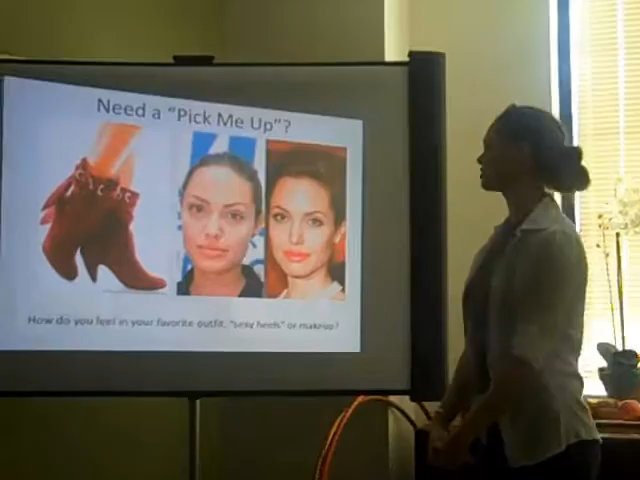 Need a "Pick Me Up"?
How do you feel in your favorite outfit, "sexy heels" or makeup?